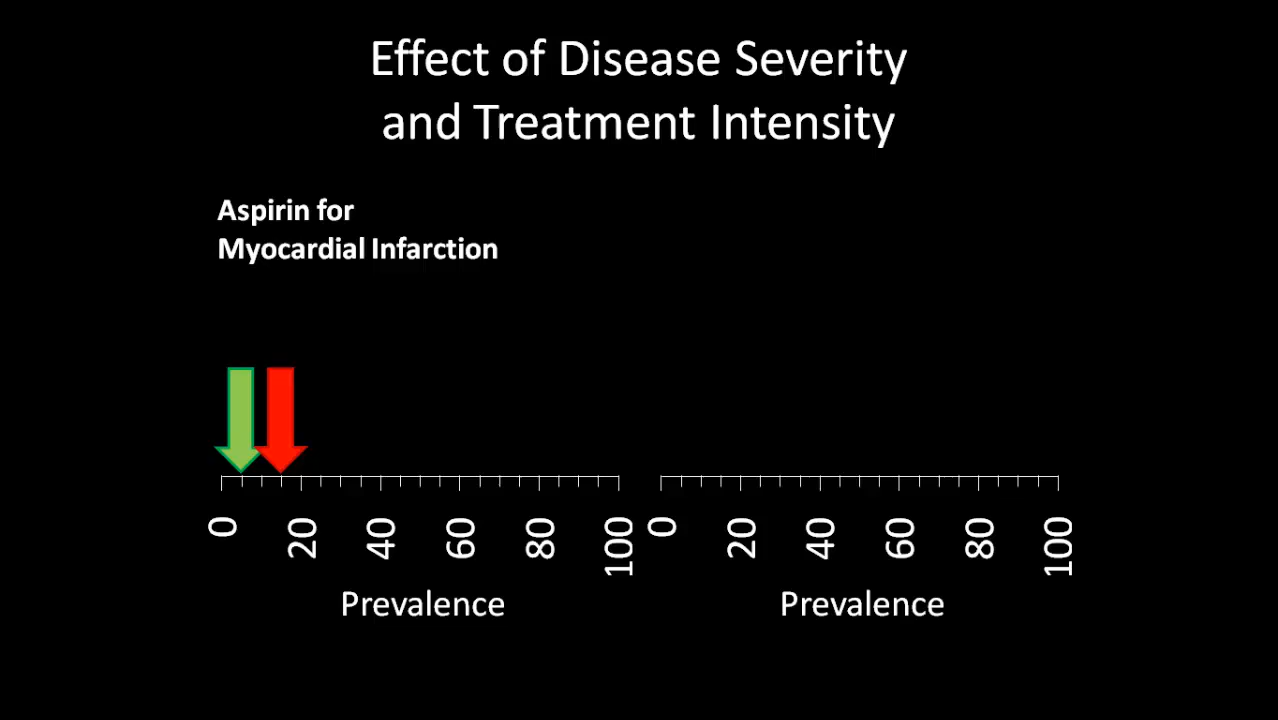 Effect of Disease Severity
and Treatment Intensity
Aspirin for
Myocardial Infarction
0 20 40 60 80 100
0 20 40 60 80 100
Prevalence
Prevalence